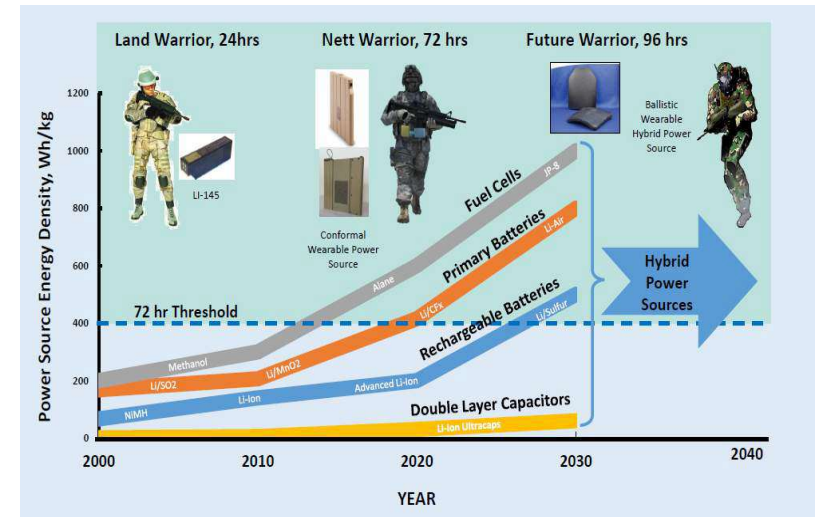 Land Warrior, 24hrs
Nett Warrior, 72 hrs
Future Warrior, 96 hrs
Power Source Energy Density, Wh/kg
1200
1000
800
600
400
200
0
LI-145
Conformal
Wearable Power
Source
Ballistic
Wearable
Hybrid Power
Source
72 hr Threshold
Fuel Cells
JP-8
Alane
Methanol
Primary Batteries
Li-Air
Li/CFx
Li/MnO2
Li/SO2
Rechargeable Batteries
Li/Sulfur
Advanced Li-Ion
Li-Ion
NiMH
Double Layer Capacitors
Li-Ion Ultracaps
Hybrid
Power
Sources
2000
2010
2020
2030
2040
YEAR